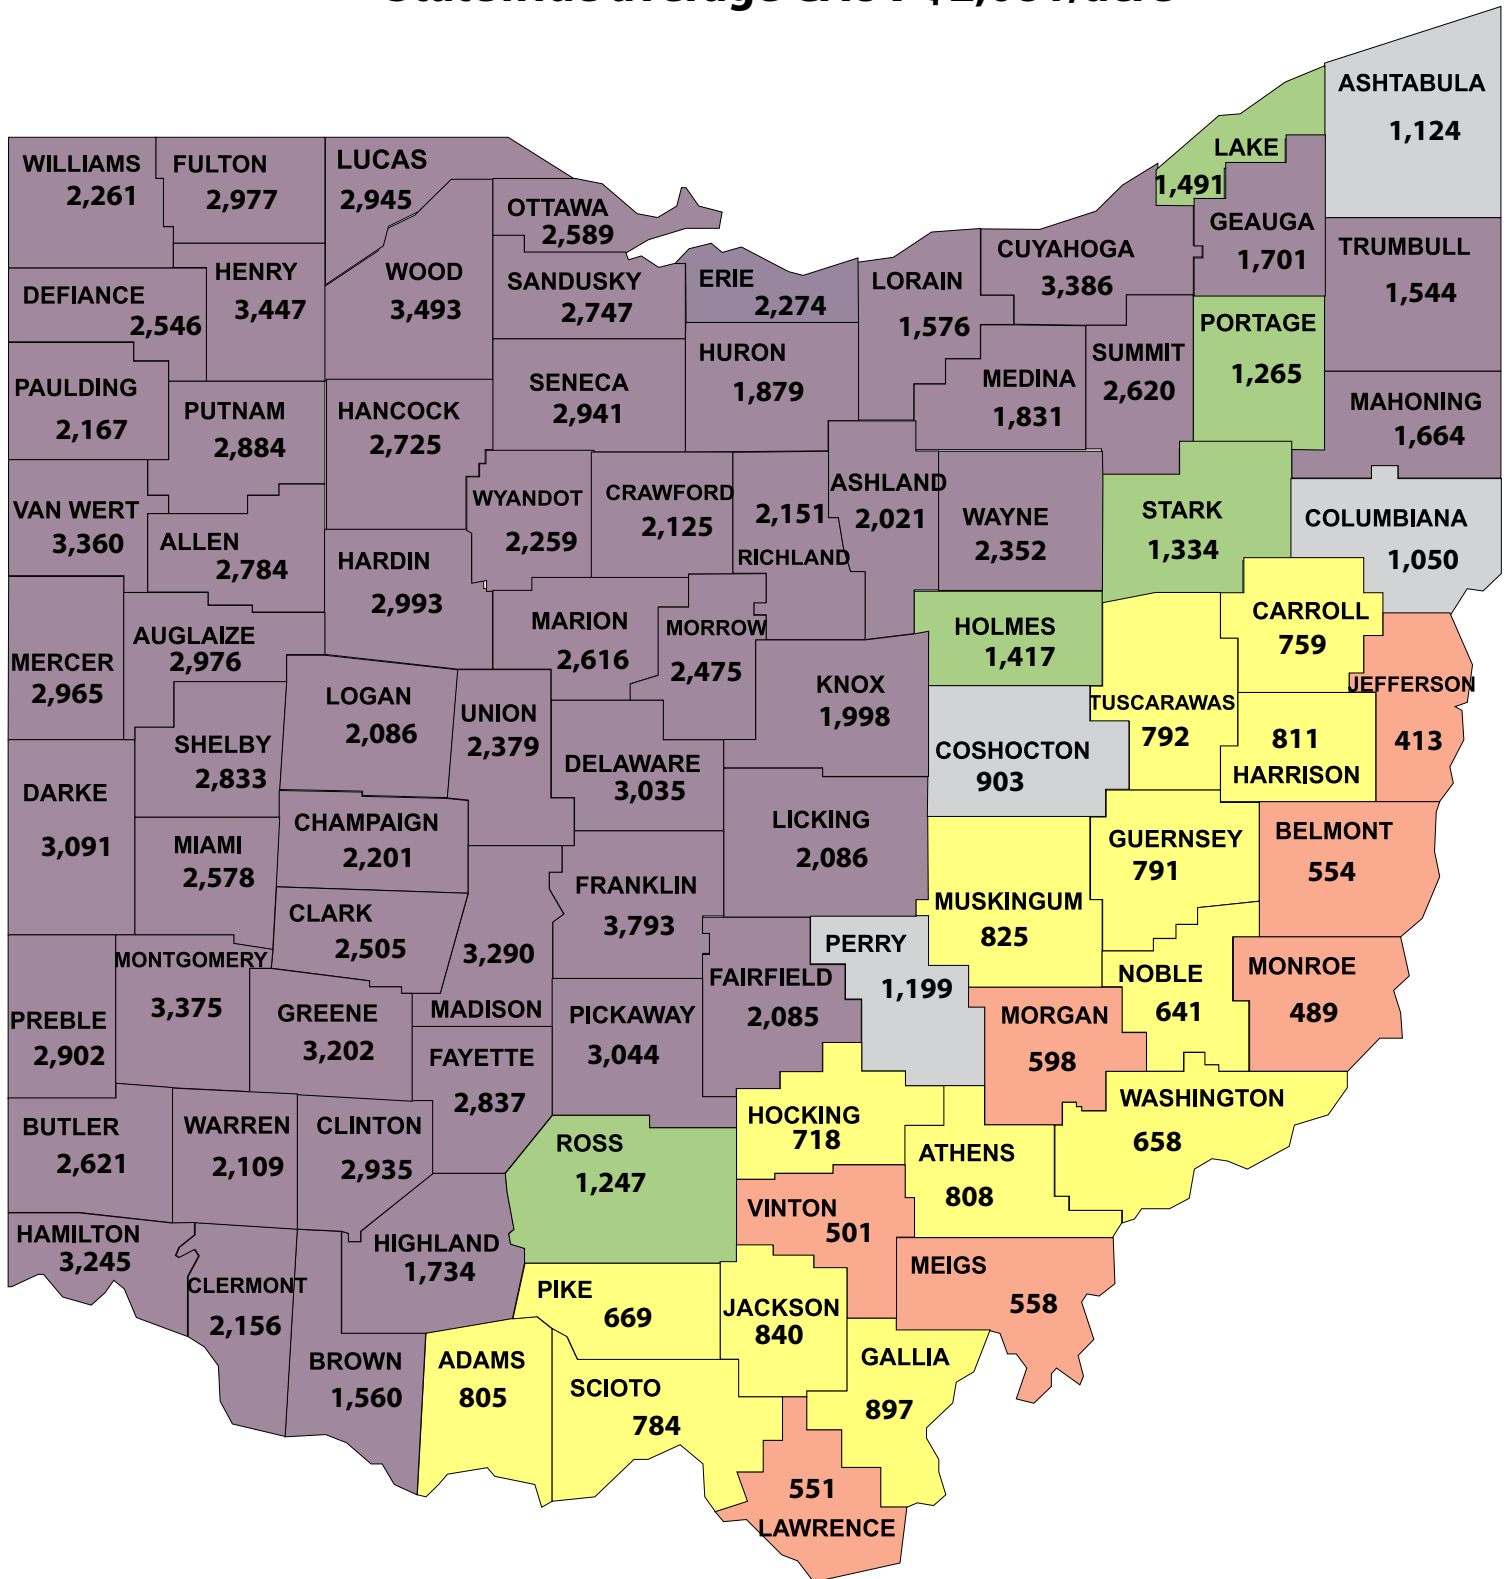 ASHTABULA
1,124
LAKE
1,491
WILLIAMS
2,261
FULTON
2,977
LUCAS
2,945
OTTAWA
2,589
GEAUGA
1,701
CUYAHOGA
3,386
TRUMBULL
1,544
DEFIANCE
2,546
HENRY
3,447
WOOD
3,493
SANDUSKY
2,747
ERIE
2,274
LORAIN
1,576
PORTAGE
1,265
PAULDING
2,167
PUTNAM
2,884
HANCOCK
2,725
SENECA
2,941
HURON
1,879
MEDINA
1,831
SUMMIT
2,620
MAHONING
1,664
VAN WERT
3,360
ALLEN
2,784
HARDIN
2,993
WYANDOT
2,259
CRAWFORD
2,125
2,151
RICHLAND
ASHLAND
2,021
WAYNE
2,352
STARK
1,334
COLUMBIANA
1,050
MERCER
2,965
AUGLAIZE
2,976
MARION
2,616
MORROW
2,475
HOLMES
1,417
CARROLL
759
JEFFERSON
413
LOGAN
2,086
UNION
2,379
KNOX
1,998
TUSCARAWAS
792
811
HARRISON
SHELBY
2,833
DELAWARE
3,035
COSHOCTON
903
DARKE
3,091
MIAMI
2,578
CHAMPAIGN
2,201
LICKING
2,086
GUERNSEY
791
BELMONT
554
CLARK
2,505
3,290
MADISON
FRANKLIN
3,793
MUSKINGUM
825
PREBLE
2,902
MONTGOMERY
3,375
GREENE
3,202
PICKAWAY
3,044
FAIRFIELD
2,085
PERRY
1,199
MORGAN
598
NOBLE
641
MONROE
489
FAYETTE
2,837
BUTLER
2,621
WARREN
2,109
CLINTON
2,935
ROSS
1,247
HOCKING
718
ATHENS
808
WASHINGTON
658
HAMILTON
3,245
CLERMONT
2,156
HIGHLAND
1,734
VINTON
501
MEIGS
558
PIKE
669
JACKSON
840
BROWN
1,560
ADAMS
805
SCIOTO
784
GALLIA
897
551
LAWRENCE